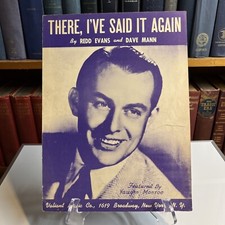 THERE, I'VE SAID IT AGAIN
By REDD EVANS and DAVE MANN
Featured By
Vaughn Monroe
Valiant Music Co., 1619 Broadway, New York, N. Y.